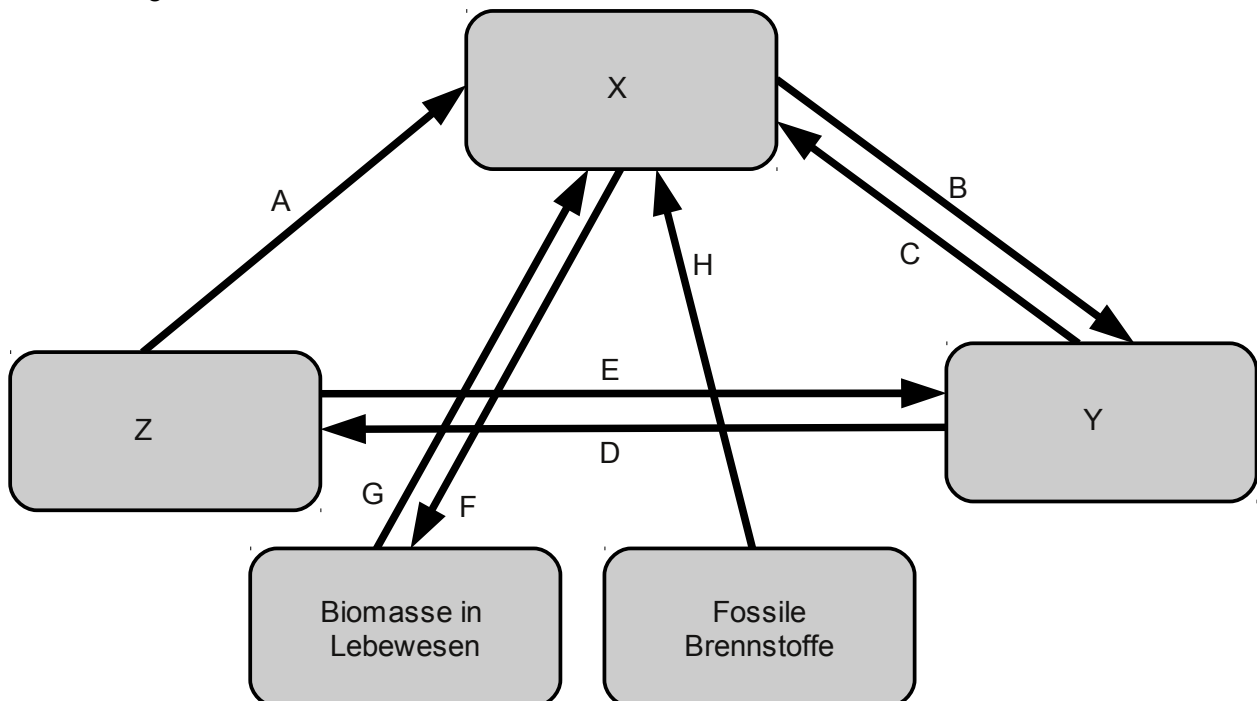 X
A
B
C
H
E
Z
Y
D
G
F
Biomasse in
Lebewesen
Fossile
Brennstoffe